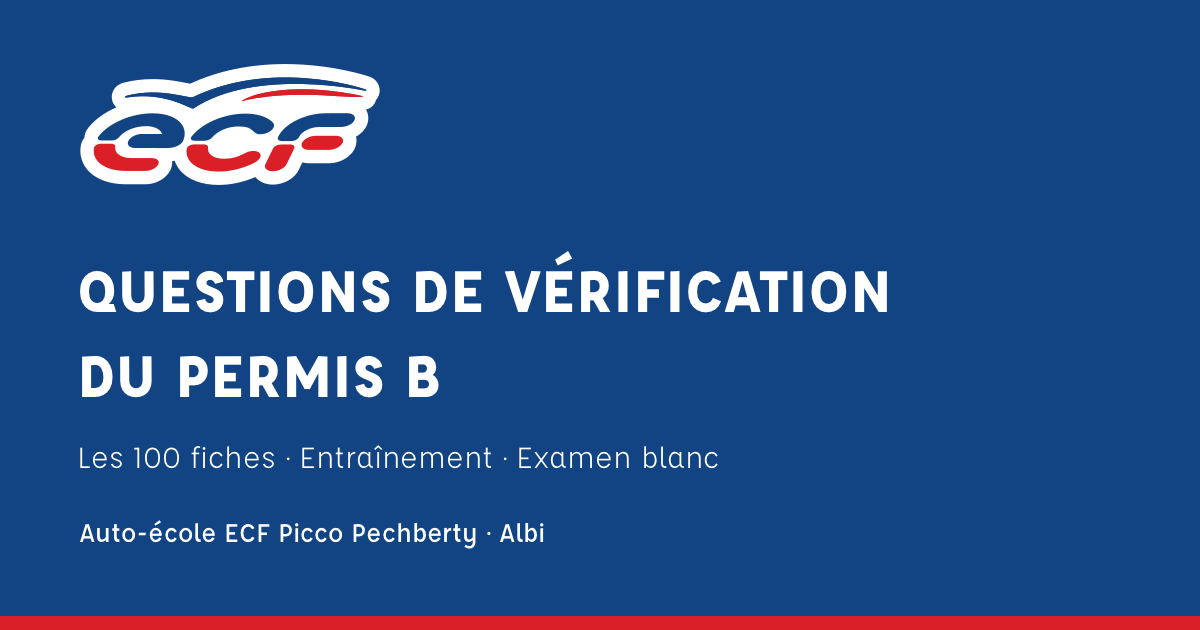 ecf
QUESTIONS DE VÉRIFICATION
DU PERMIS B
Les 100 fiches · Entraînement · Examen blanc
Auto-école ECF Picco Pechberty · Albi